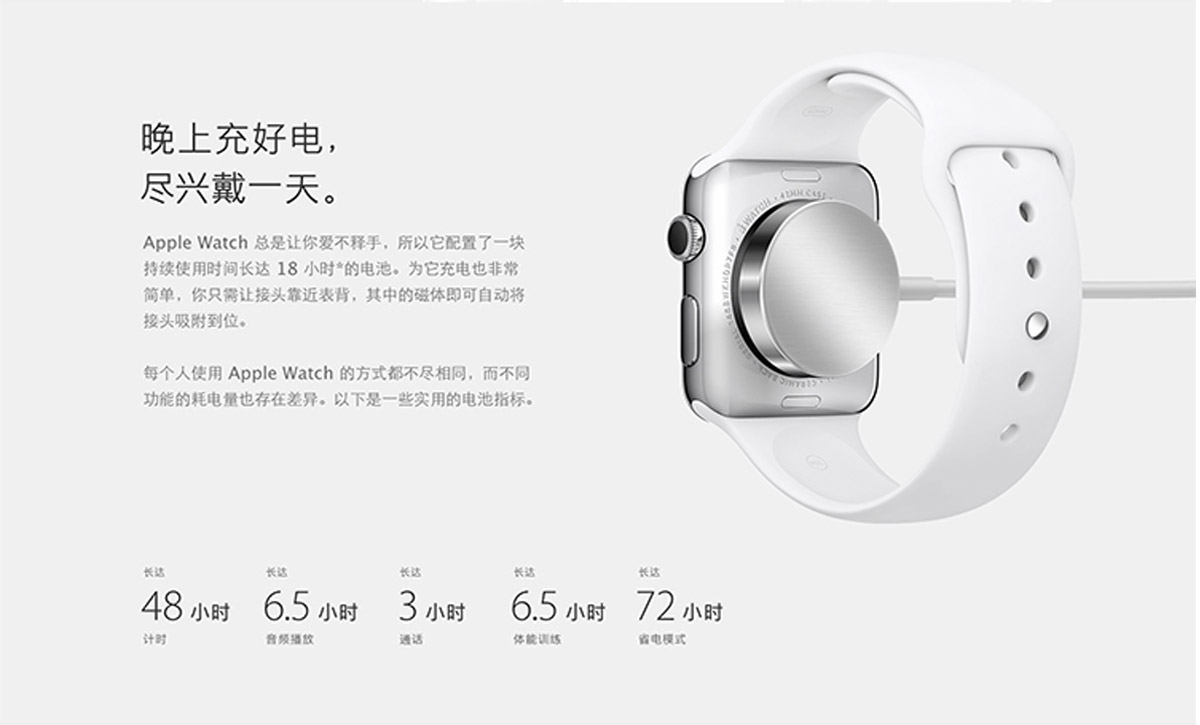 晚上充好电，
尽兴戴一天。
Apple Watch 总是让你爱不释手，所以它配置了一块
持续使用时间长达 18 小时*的电池。为它充电也非常
简单，你只需让接头靠近表背，其中的磁体即可自动将
接头吸附到位。
每个人使用 Apple Watch 的方式都不尽相同，而不同
功能的耗电量也存在差异。以下是一些实用的电池指标。
长达 长达 长达 长达 长达
48 小时 6.5 小时 3 小时 6.5 小时 72 小时
计时 音频播放 通话 体能训练 省电模式
WATCH · 42MM CASE
CERAMIC BACK